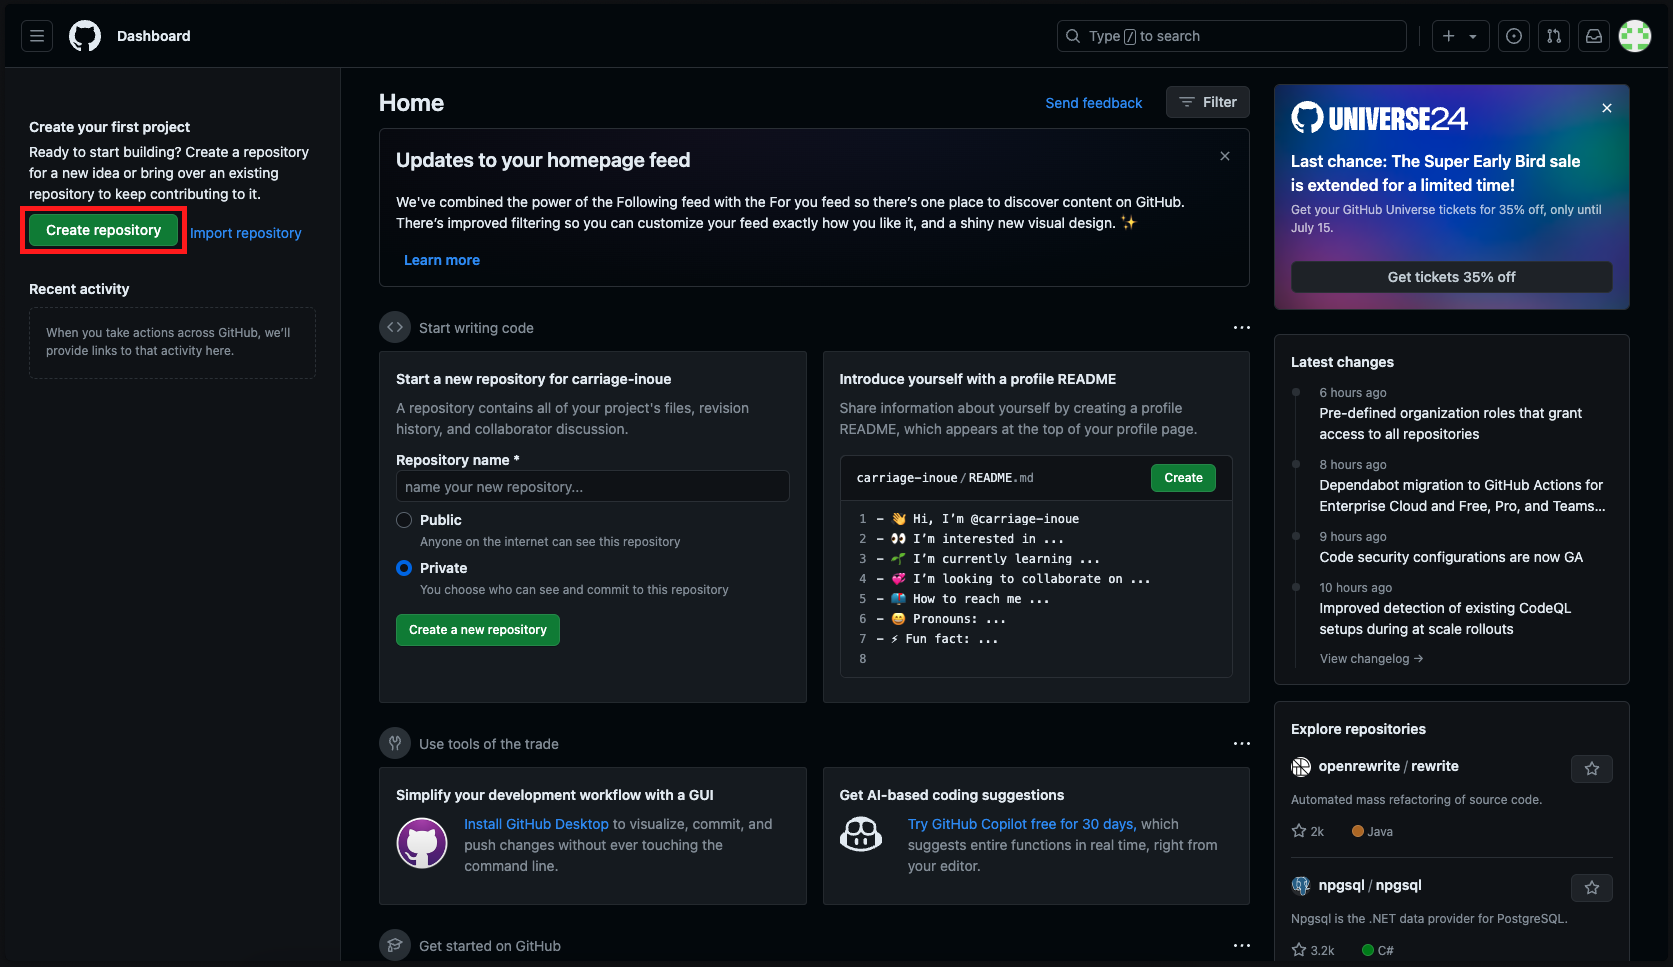 Dashboard
Type / to search
Create your first project
Ready to start building? Create a repository
for a new idea or bring over an existing
repository to keep contributing to it.
Create repository
Import repository
Recent activity
When you take actions across GitHub, we'll
provide links to that activity here.
Home
Send feedback
Filter
Updates to your homepage feed
We've combined the power of the Following feed with the For you feed so there's one place to discover content on GitHub.
There's improved filtering so you can customize your feed exactly how you like it, and a shiny new visual design. ✨
Learn more
Start writing code
Start a new repository for carriage-inoue
A repository contains all of your project's files, revision
history, and collaborator discussion.
Repository name *
name your new repository...
Public
Anyone on the internet can see this repository
Private
You choose who can see and commit to this repository
Create a new repository
Introduce yourself with a profile README
Share information about yourself by creating a profile
README, which appears at the top of your profile page.
carriage-inoue / README.md
Create
1 - 👋 Hi, I'm @carriage-inoue
2 - 👀 I'm interested in ...
3 - 🌱 I'm currently learning ...
4 - 💞️ I'm looking to collaborate on ...
5 - 📫 How to reach me ...
6 - 😄 Pronouns: ...
7 - ⚡ Fun fact: ...
8
Use tools of the trade
Simplify your development workflow with a GUI
Install GitHub Desktop to visualize, commit, and
push changes without ever touching the
command line.
Get AI-based coding suggestions
Try GitHub Copilot free for 30 days, which
suggests entire functions in real time, right from
your editor.
Get started on GitHub
UNIVERSE24
Last chance: The Super Early Bird sale
is extended for a limited time!
Get your GitHub Universe tickets for 35% off, only until
July 15.
Get tickets 35% off
Latest changes
6 hours ago
Pre-defined organization roles that grant
access to all repositories
8 hours ago
Dependabot migration to GitHub Actions for
Enterprise Cloud and Free, Pro, and Teams...
9 hours ago
Code security configurations are now GA
10 hours ago
Improved detection of existing CodeQL
setups during at scale rollouts
View changelog →
Explore repositories
openrewrite / rewrite
Automated mass refactoring of source code.
2k
Java
npgsql / npgsql
Npgsql is the .NET data provider for PostgreSQL.
3.2k
C#